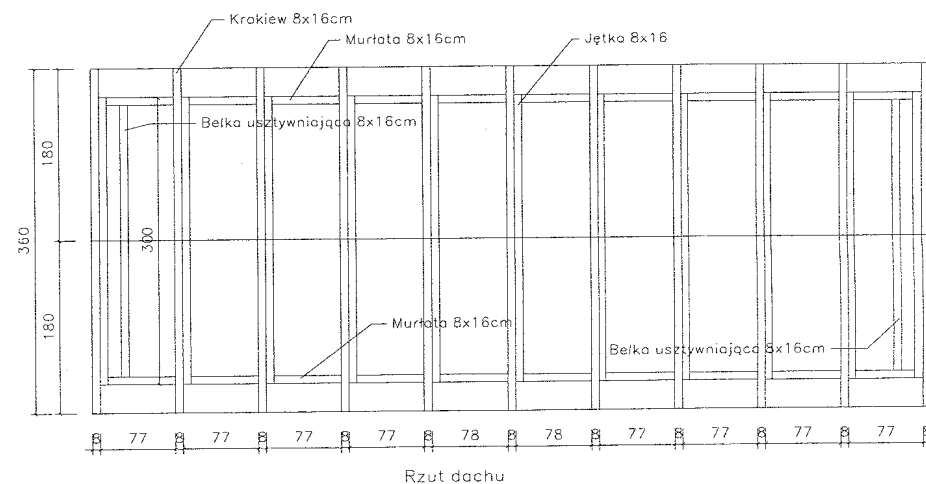 Krokiew 8x16cm
Murłata 8x16cm
Jętka 8x16
Bełka usztywniająca 8x16cm
180
360
300
180
Murłata 8x16cm
Bełka usztywniająca 8x16cm
8 77 8 77 8 77 8 77 8 78 8 78 8 77 8 77 8 77 8 77 8
Rzut dachu